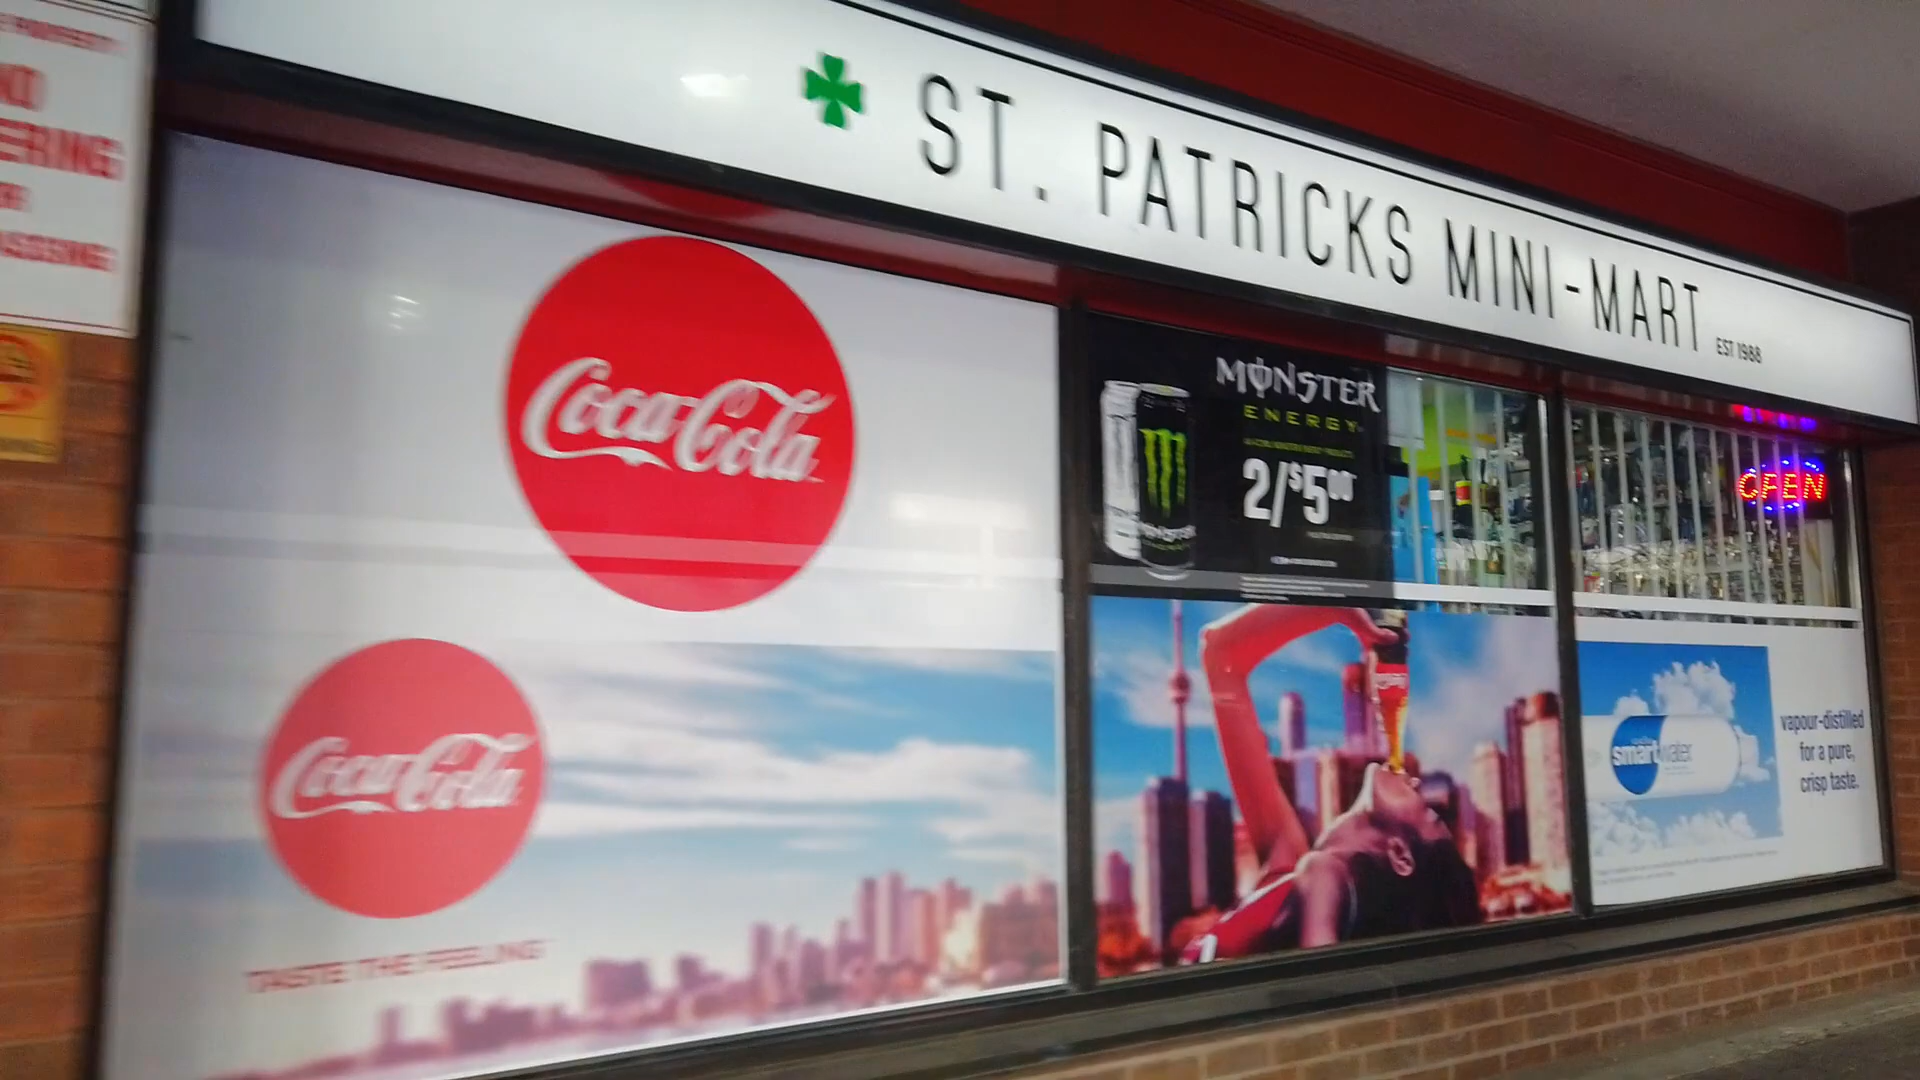 ST. PATRICKS MINI-MART EST 1988
Coca-Cola
Coca-Cola
TASTE THE FEELING
MONSTER
ENERGY
2/$5.00
MONSTER
OPEN
smartwater
vapour-distilled
for a pure,
crisp taste.